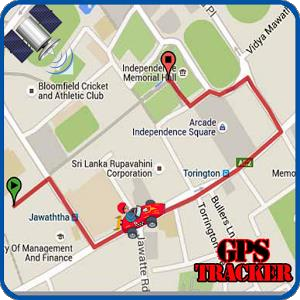 Vidya Mawat
Bloomfield Cricket
and Athletic Club
Independence
Memorial Hall
Arcade
Independence Square
Sri Lanka Rupavahini
Corporation
Torington
Memo
Jawaththa
Bullers Ln
Torrington
y Of Management
And Finance
Jawatte Rd
GPS
TRACKER